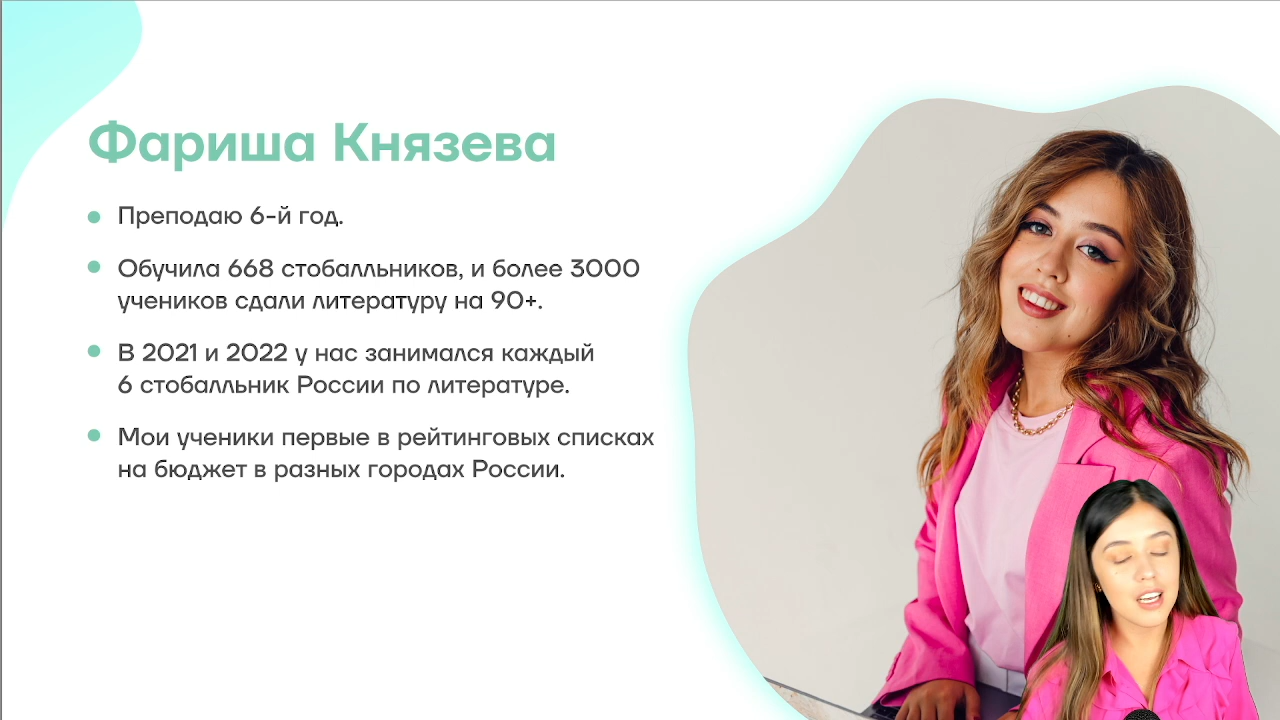 Фариша Князева
Преподаю 6-й год.
Обучила 668 стобалльников, и более 3000
учеников сдали литературу на 90+.
В 2021 и 2022 у нас занимался каждый
6 стобалльник России по литературе.
Мои ученики первые в рейтинговых списках
на бюджет в разных городах России.